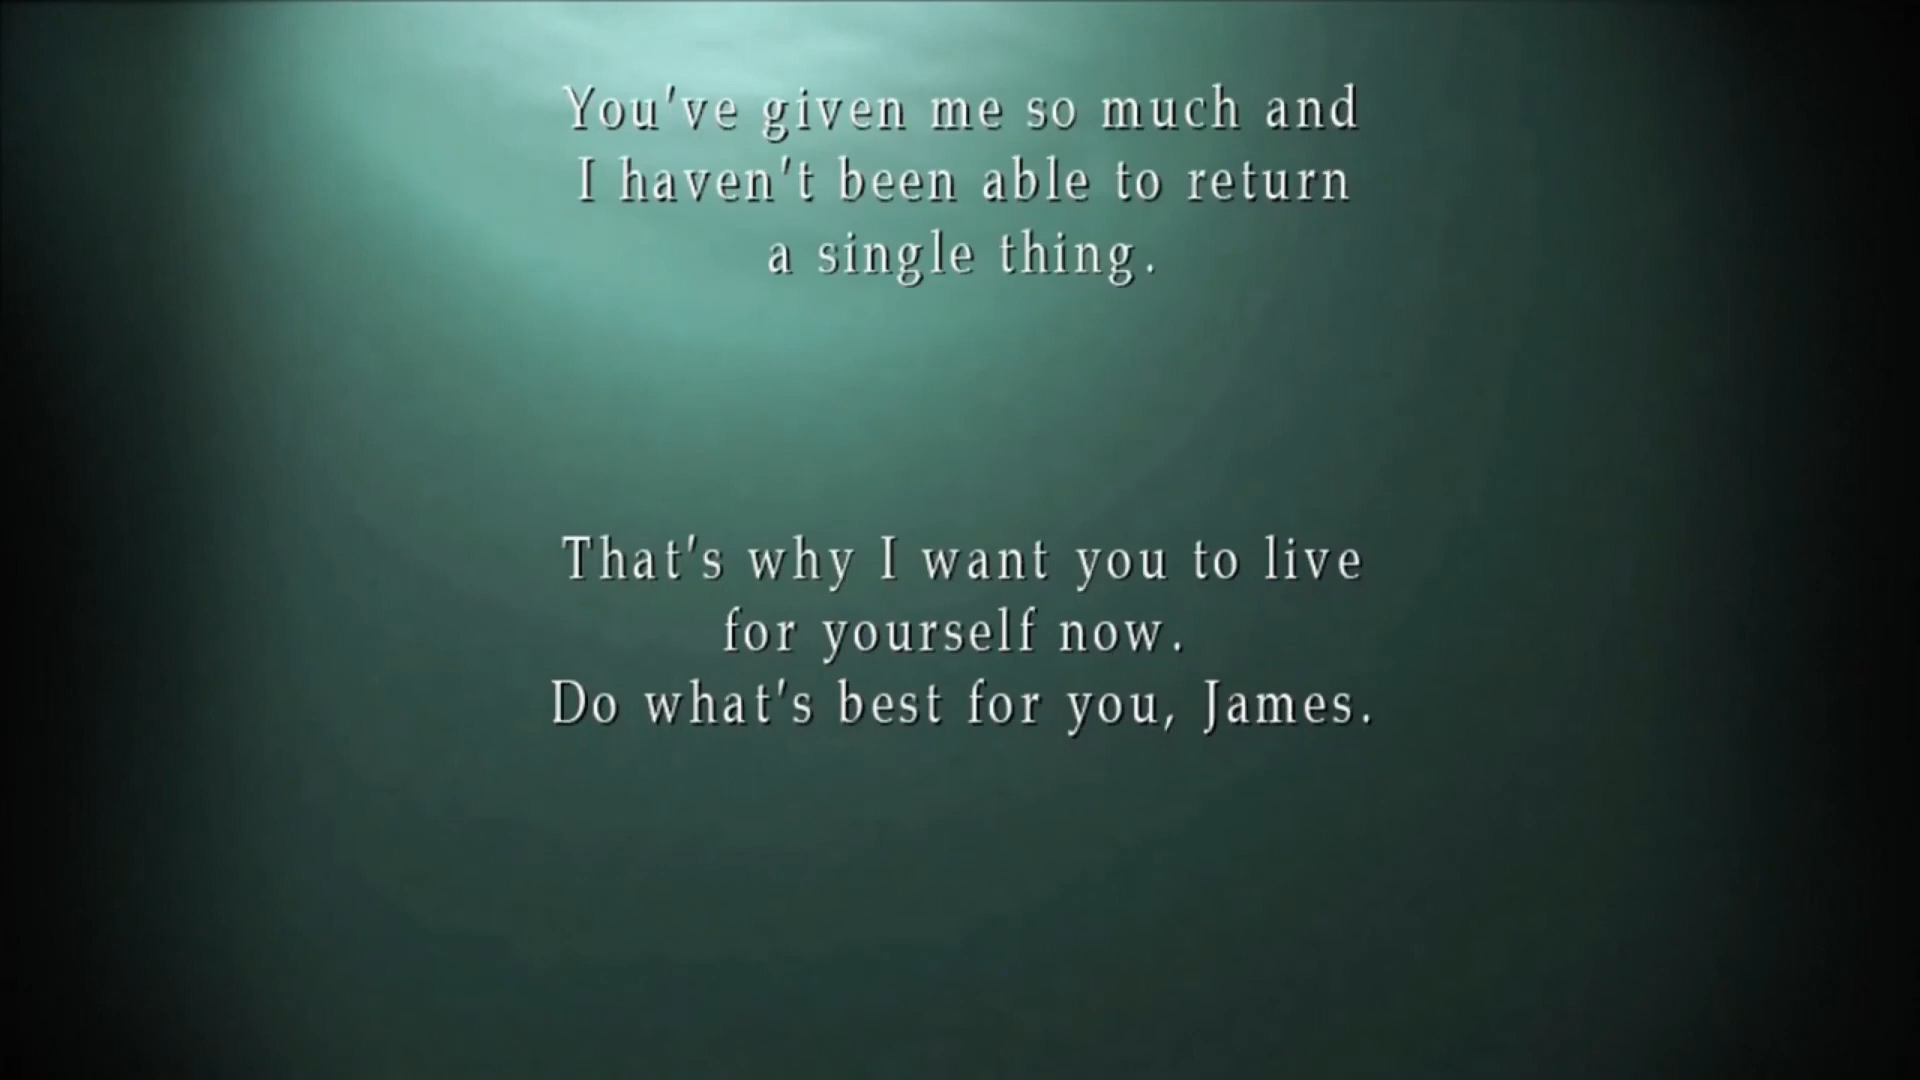 You've given me so much and
I haven't been able to return
a single thing.
That's why I want you to live
for yourself now.
Do what's best for you, James.